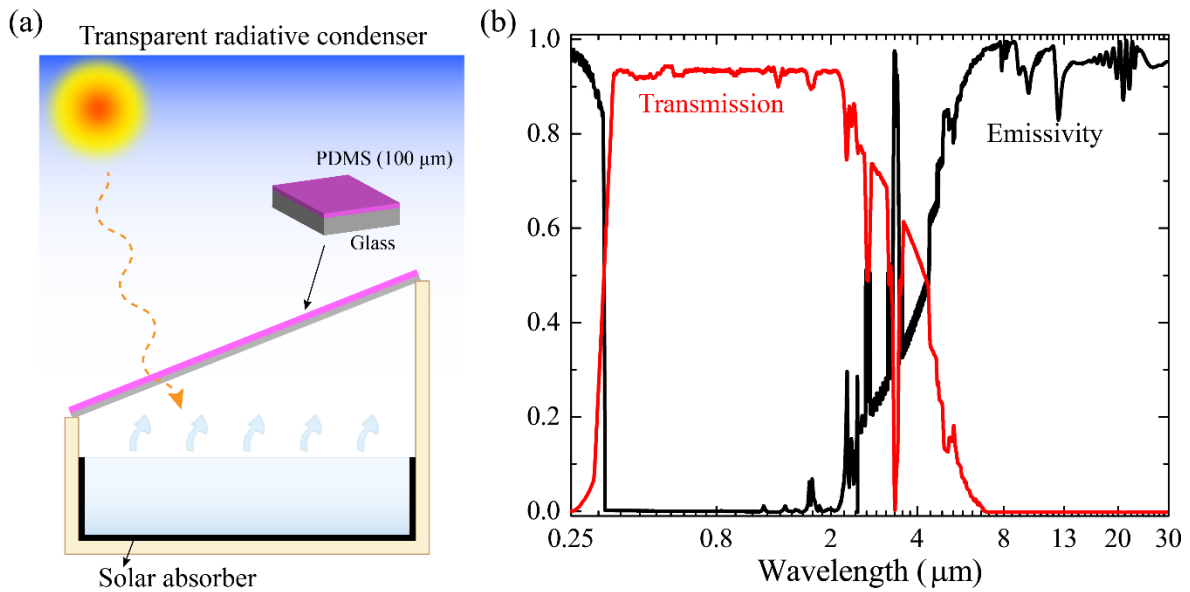 (a)
Transparent radiative condenser
PDMS (100 μm)
Glass
Solar absorber
(b)
1.0
0.8
0.6
0.4
0.2
0.0
Transmission
Emissivity
0.25 0.8 2 4 8 13 30
Wavelength (μm)